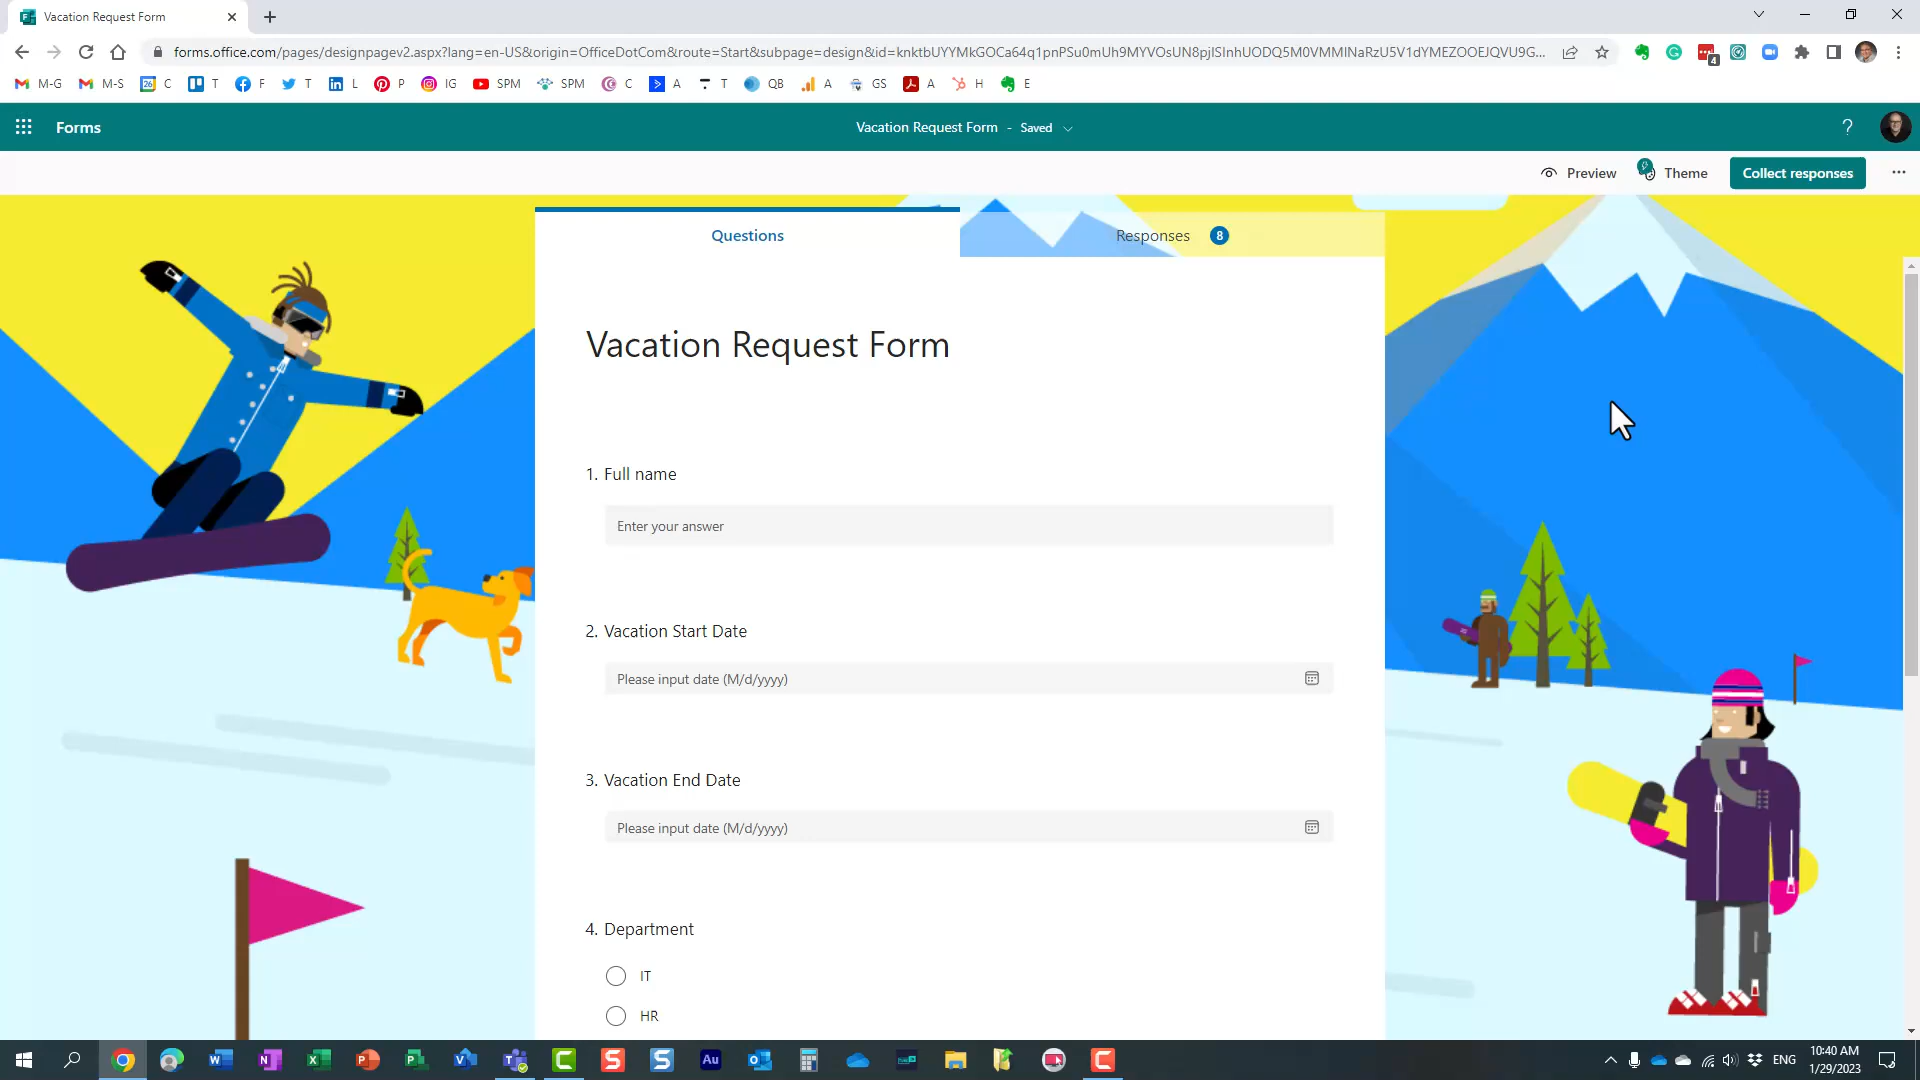 Vacation Request Form
forms.office.com/pages/designpagev2.aspx?lang=en-US&origin=OfficeDotCom&route=Start&subpage=design&id=knktbUYYMkGOCa64q1pnPSu0mUh9MYVOsUN8pjISInhUODQ5M0VMMINaRzU5V1dYMEZOOEJQVU9G...
4
M-G M-S 26 C T F T L P IG SPM SPM C A T QB A GS A H E
Forms
Vacation Request Form - Saved
?
Preview
Theme
Collect responses
Questions
Responses 8
Vacation Request Form
1. Full name
Enter your answer
2. Vacation Start Date
Please input date (M/d/yyyy)
3. Vacation End Date
Please input date (M/d/yyyy)
4. Department
IT
HR
Au
ENG
10:40 AM
1/29/2023